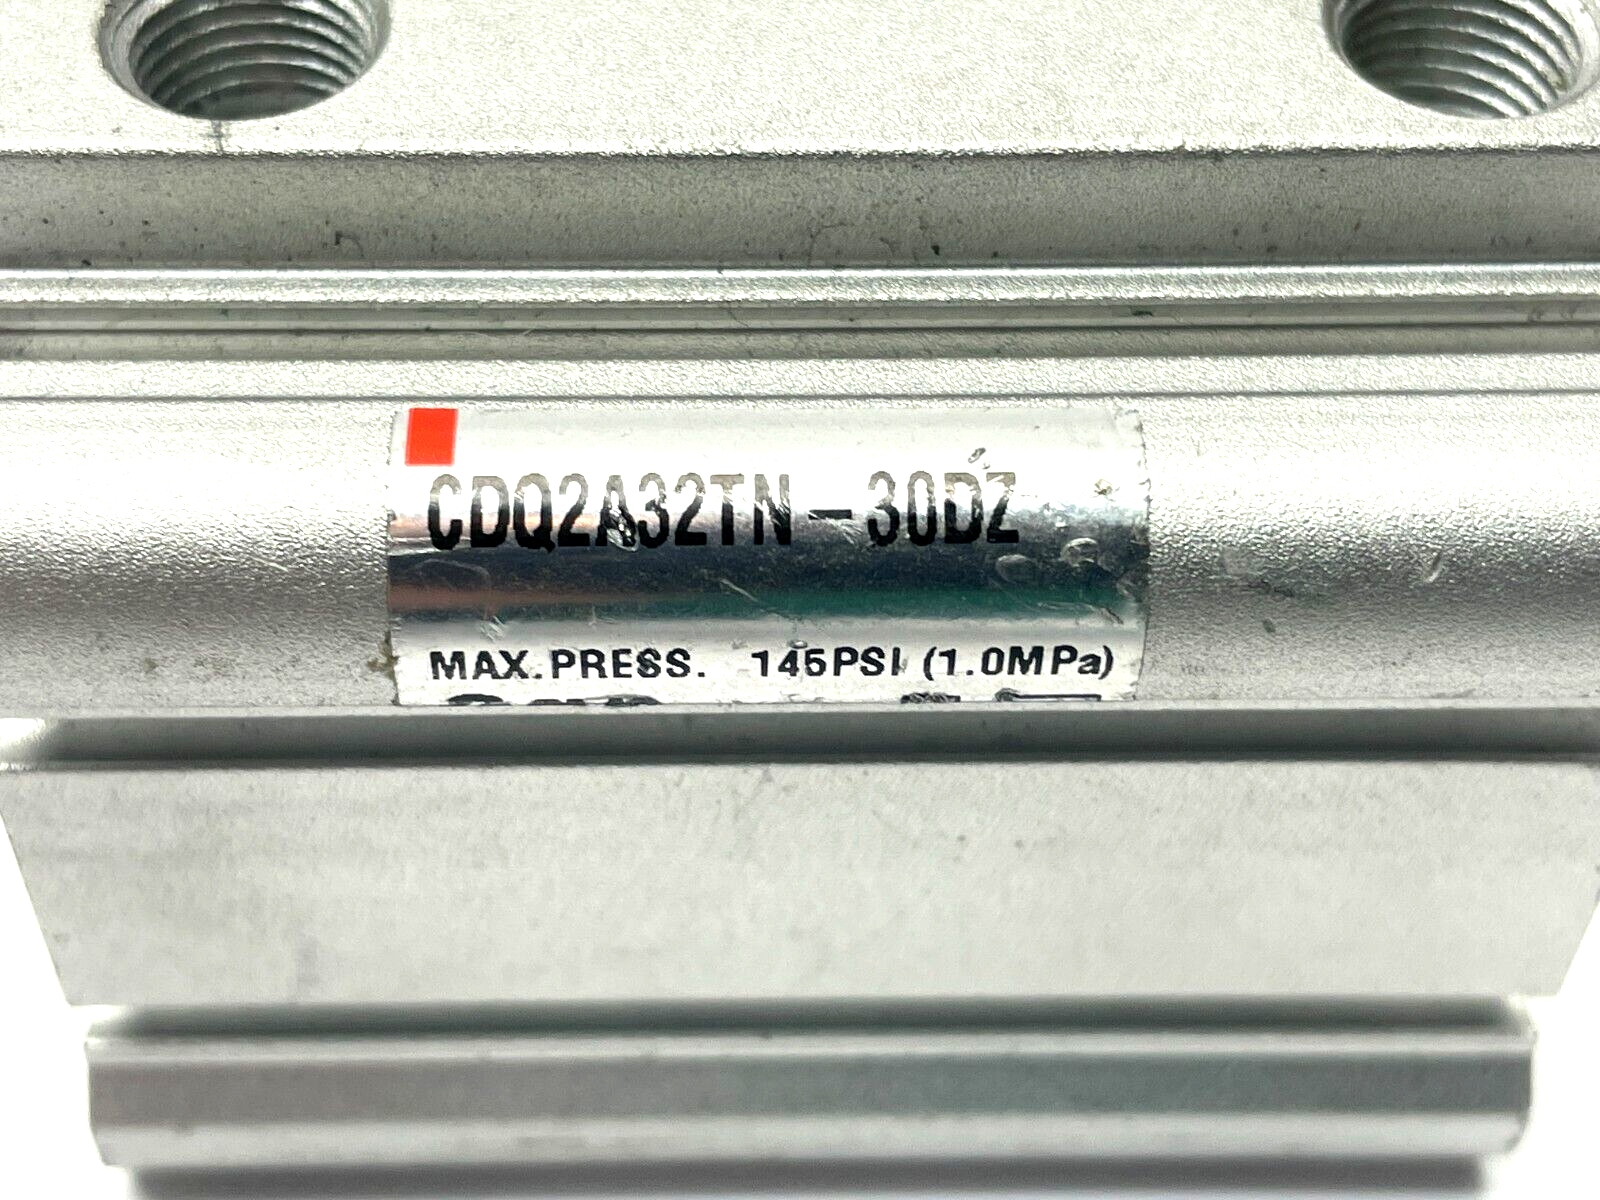 CDQ2A32TN-30DZ
MAX.PRESS. 145PSI (1.0MPa)